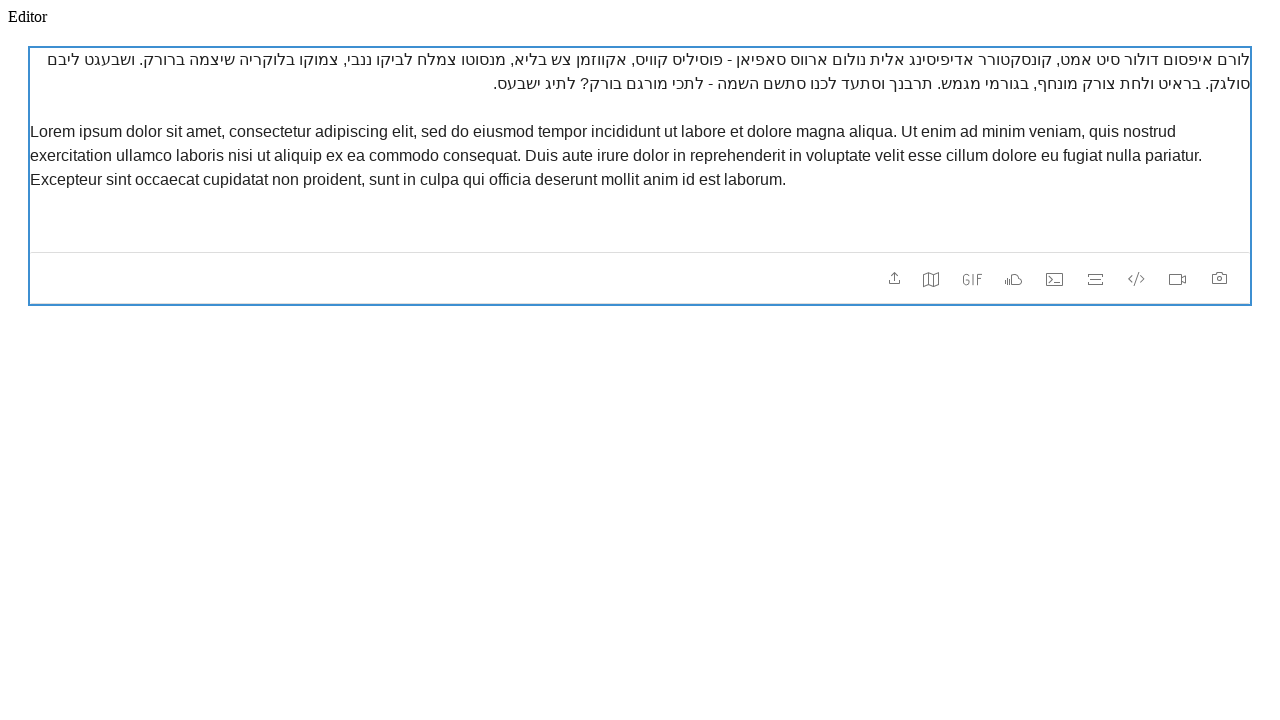 Editor
לורם איפסום דולור סיט אמט, קונסקטורר אדיפיסינג אלית נולום ארווס סאפיאן - פוסיליס קוויס, אקווזמן צש בליא, מנסוטו צמלח לביקו ננבי, צמוקו בלוקריה שיצמה ברורק. ושבעגט ליבם
סולגק. בראיט ולחת צורק מונחף, בגורמי מגמש. תרבנך וסתעד לכנו סתשם השמה - לתכי מורגם בורק? לתיג ישבעס.
Lorem ipsum dolor sit amet, consectetur adipiscing elit, sed do eiusmod tempor incididunt ut labore et dolore magna aliqua. Ut enim ad minim veniam, quis nostrud
exercitation ullamco laboris nisi ut aliquip ex ea commodo consequat. Duis aute irure dolor in reprehenderit in voluptate velit esse cillum dolore eu fugiat nulla pariatur.
Excepteur sint occaecat cupidatat non proident, sunt in culpa qui officia deserunt mollit anim id est laborum.
GIF